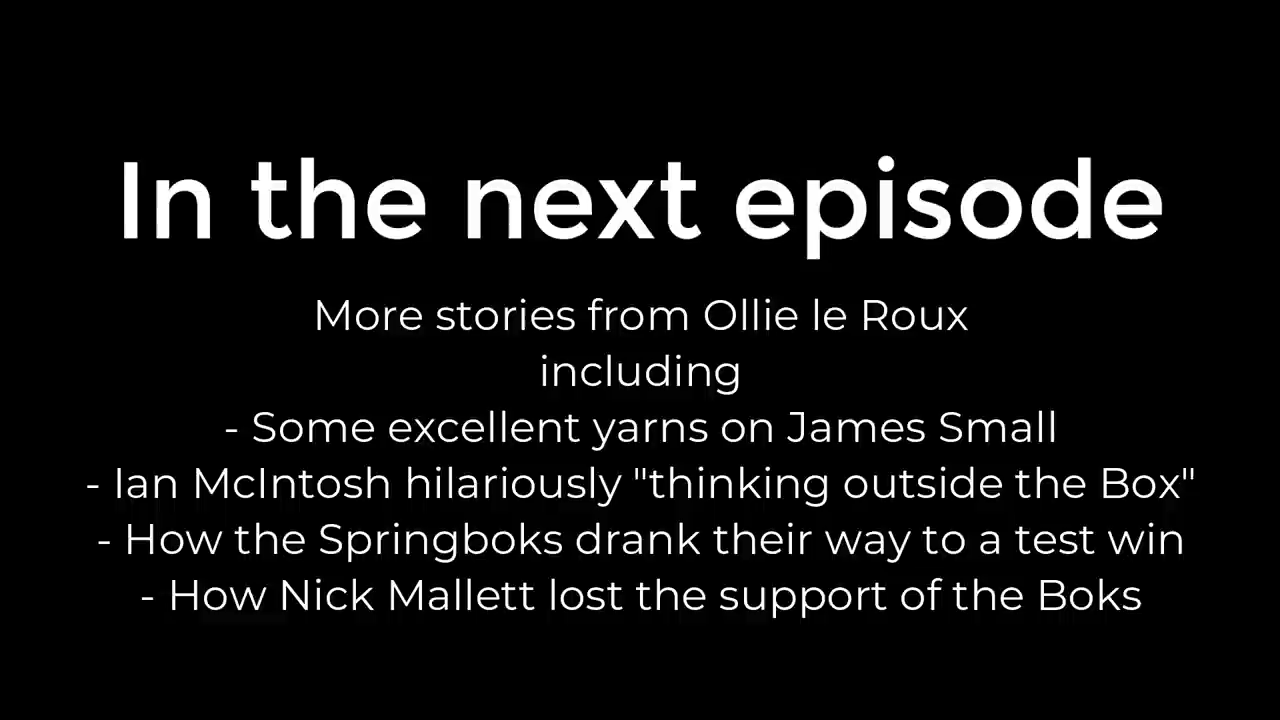 In the next episode
More stories from Ollie le Roux
including
- Some excellent yarns on James Small
- Ian McIntosh hilariously "thinking outside the Box"
- How the Springboks drank their way to a test win
- How Nick Mallett lost the support of the Boks